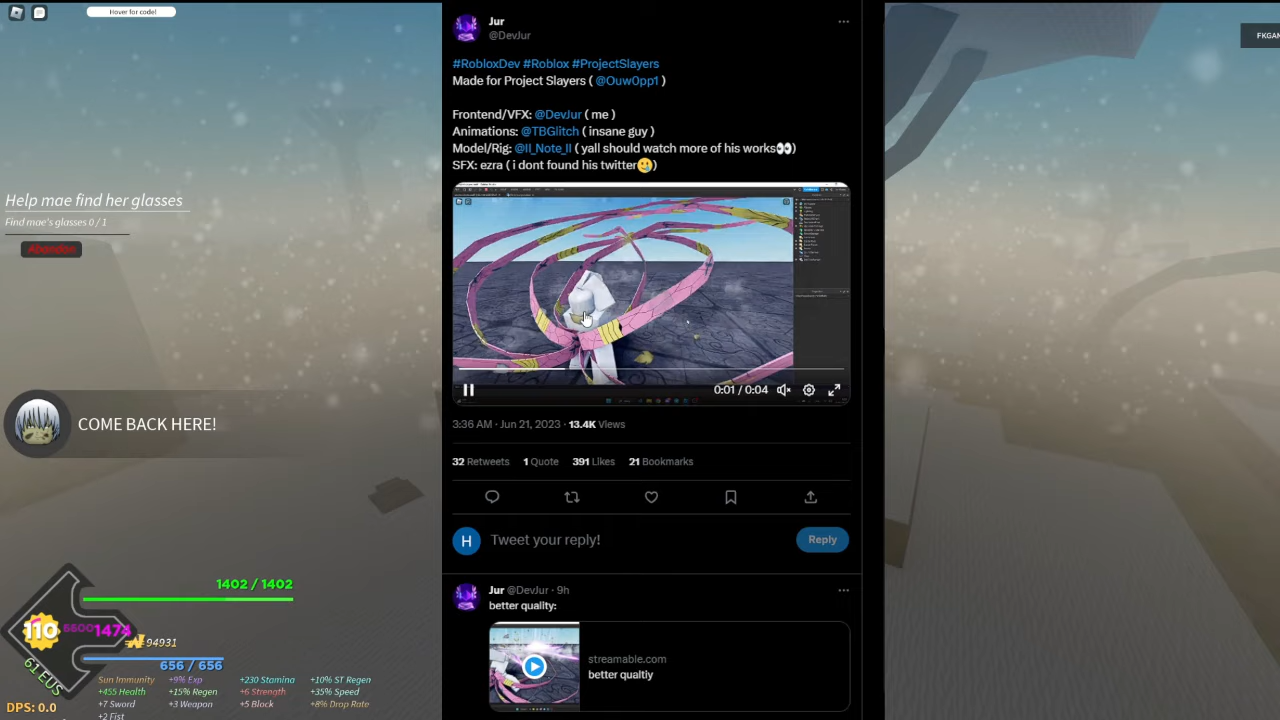 Hover for code!
FKGAN
Help mae find her glasses
Find mae's glasses 0 / 1
Abandon
COME BACK HERE!
1402 / 1402
110
1474
94931
656 / 656
61 EUS
DPS: 0.0
Sun Immunity
+9% Exp
+230 Stamina
+10% ST Regen
+455 Health
+15% Regen
+6 Strength
+35% Speed
+7 Sword
+3 Weapon
+5 Block
+8% Drop Rate
+2 Fist
Jur
@DevJur
#RobloxDev #Roblox #ProjectSlayers
Made for Project Slayers ( @Ouw0pp1 )
Frontend/VFX: @DevJur ( me )
Animations: @TBGlitch ( insane guy )
Model/Rig: @II_Note_II ( yall should watch more of his works👀)
SFX: ezra ( i dont found his twitter🥲)
0:01 / 0:04
3:36 AM · Jun 21, 2023 · 13.4K Views
32 Retweets 1 Quote 391 Likes 21 Bookmarks
H
Tweet your reply!
Reply
Jur @DevJur · 9h
better quality:
streamable.com
better qualtiy